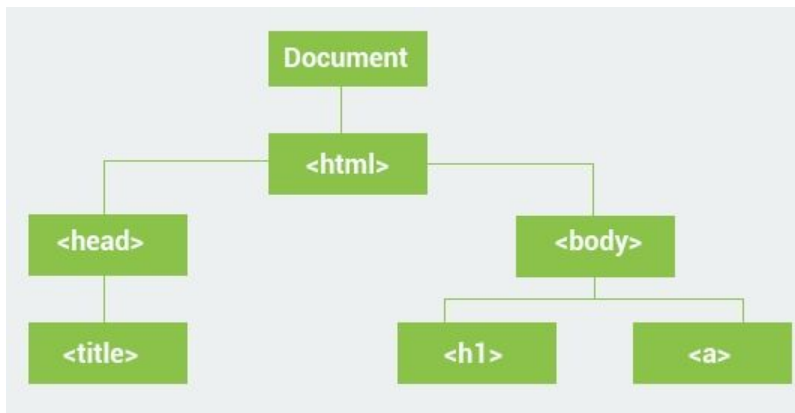 Document
<html>
<head>
<body>
<title>
<h1>
<a>